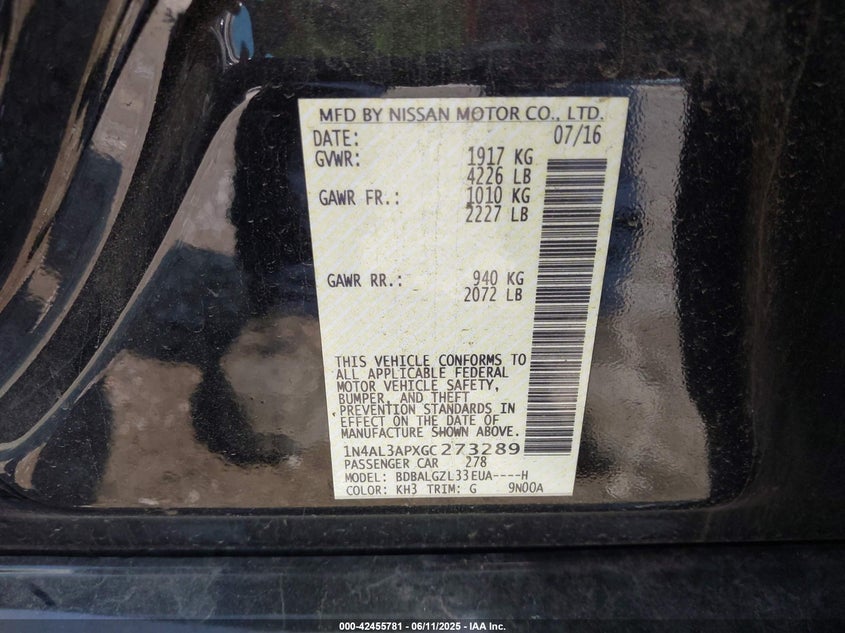 MFD BY NISSAN MOTOR CO., LTD.
DATE: 07/16
GVWR: 1917 KG
4226 LB
GAWR FR.: 1010 KG
2227 LB
GAWR RR.: 940 KG
2072 LB
THIS VEHICLE CONFORMS TO
ALL APPLICABLE FEDERAL
MOTOR VEHICLE SAFETY,
BUMPER, AND THEFT
PREVENTION STANDARDS IN
EFFECT ON THE DATE OF
MANUFACTURE SHOWN ABOVE.
1N4AL3APXGC273289
PASSENGER CAR 278
MODEL: BDBALGZL33EUA----H
COLOR: KH3 TRIM: G 9N00A
000-42455781 - 06/11/2025 - IAA Inc.